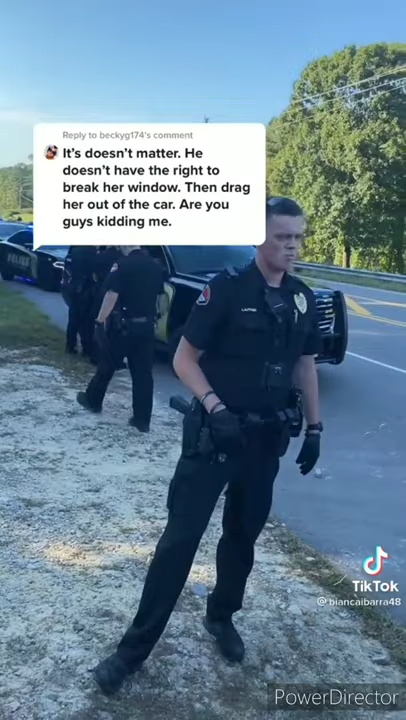 Reply to beckyg174's comment
It's doesn't matter. He
doesn't have the right to
break her window. Then drag
her out of the car. Are you
guys kidding me.
POLICE
TikTok
@biancaibarra48
PowerDirector